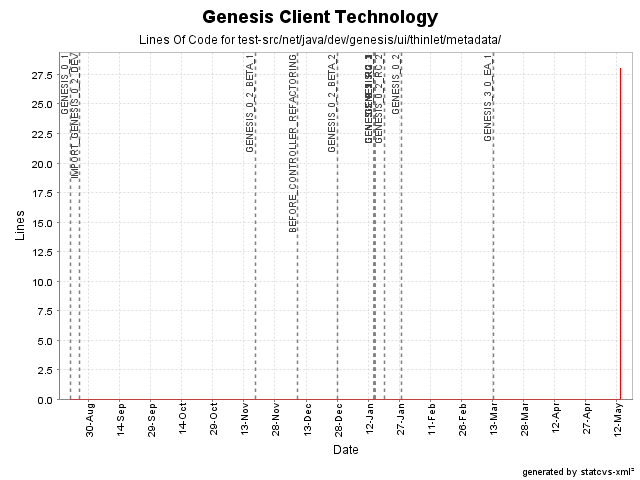 Genesis Client Technology
Lines Of Code for test-src/net/java/dev/genesis/ui/thinlet/metadata/
GENESIS_0_1
IMPORT_GENESIS_0_2_DEV
GENESIS_0_2_BETA_1
BEFORE_CONTROLLER_REFACTORING
GENESIS_0_2_BETA_2
GENESIS_0_2_RC_2
GENESIS_0_2
GENESIS_3_0_EA_1
27.5
25.0
22.5
20.0
17.5
15.0
12.5
10.0
7.5
5.0
2.5
0.0
Lines
30-Aug
14-Sep
29-Sep
14-Oct
29-Oct
13-Nov
28-Nov
13-Dec
28-Dec
12-Jan
27-Jan
11-Feb
26-Feb
13-Mar
28-Mar
12-Apr
27-Apr
12-May
Date
generated by statcvs-xml²